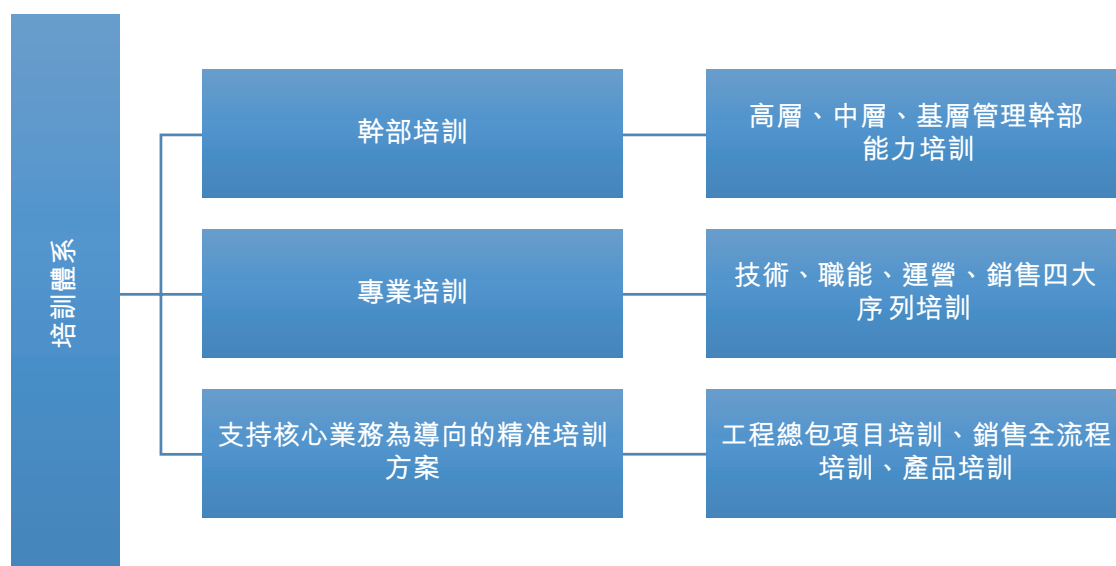 培訓體系
幹部培訓
高層、中層、基層管理幹部
能力培訓
專業培訓
技術、職能、運營、銷售四大
序列培訓
支持核心業務為導向的精准培訓
方案
工程總包項目培訓、銷售全流程
培訓、產品培訓